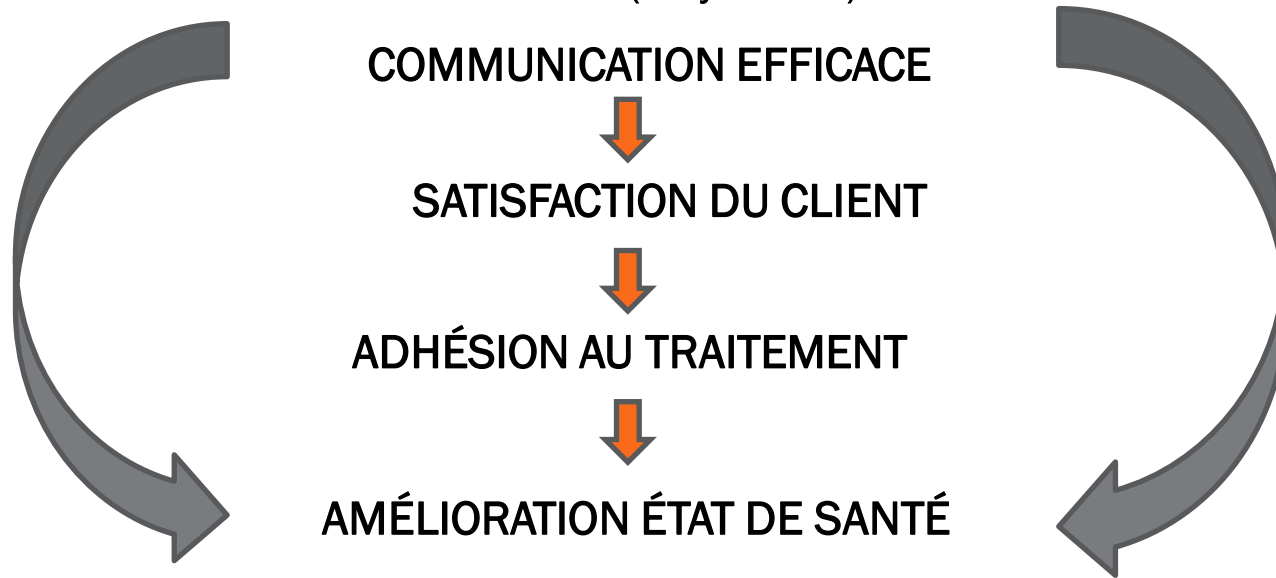 COMMUNICATION EFFICACE
SATISFACTION DU CLIENT
ADHÉSION AU TRAITEMENT
AMÉLIORATION ÉTAT DE SANTÉ